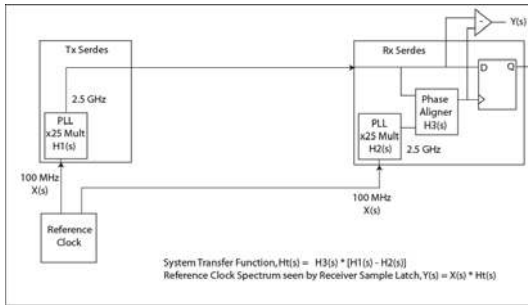 Tx Serdes
Rx Serdes
-
Y(s)
2.5 GHz
PLL
x25 Mult
H1(s)
D
Q
Phase
Aligner
H3(s)
PLL
x25 Mult
H2(s)
2.5 GHz
100 MHz
X(s)
100 MHz
X(s)
Reference
Clock
System Transfer Function, Ht(s) = H3(s) * [H1(s) - H2(s)]
Reference Clock Spectrum seen by Receiver Sample Latch, Y(s) = X(s) * Ht(s)